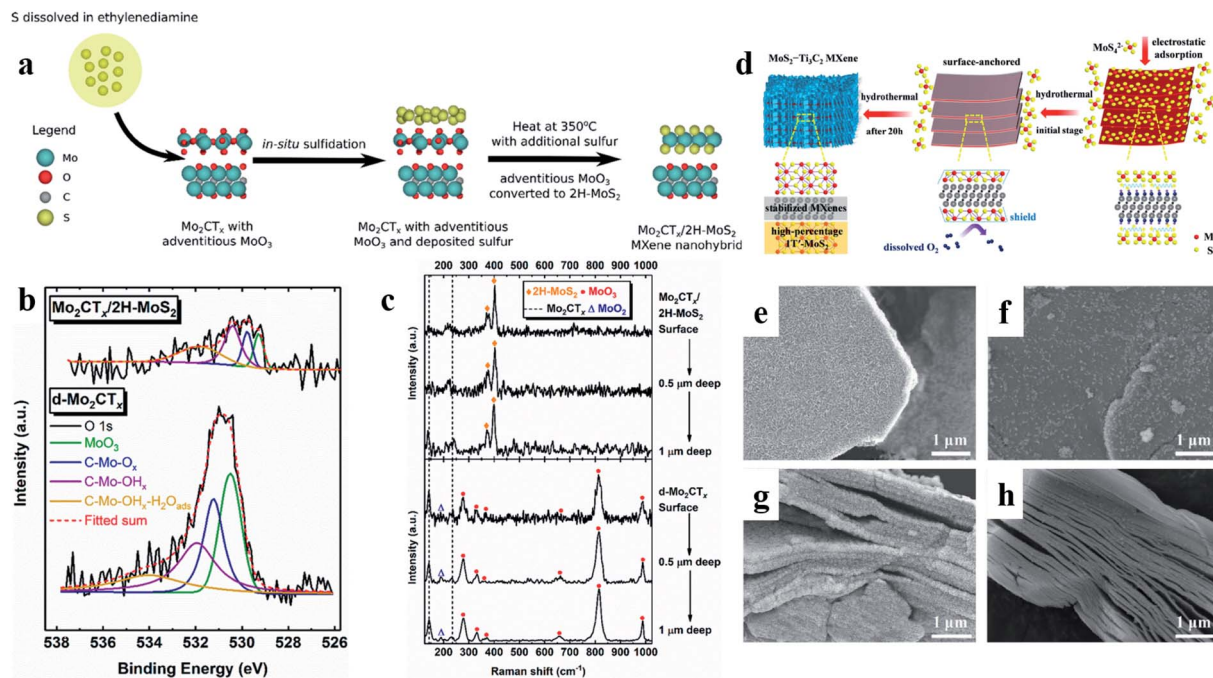 a
S dissolved in ethylenediamine
Legend
Mo
O
C
S
in-situ sulfidation
Heat at 350°C
with additional sulfur
adventitious MoO₃
converted to 2H-MoS₂
Mo₂CTₓ with
adventitious MoO₃
Mo₂CTₓ with adventitious
MoO₃ and deposited sulfur
Mo₂CTₓ/2H-MoS₂
MXene nanohybrid
d
MoS₂−Ti₃C₂ MXene
surface-anchored
MoS₄²⁻
electrostatic
adsorption
hydrothermal
after 20h
hydrothermal
initial stage
stabilized MXenes
high-percentage
1T′-MoS₂
shield
dissolved O₂
M
S
b
Mo₂CTₓ/2H-MoS₂
d-Mo₂CTₓ
O 1s
MoO₃
C-Mo-Oₓ
C-Mo-OHₓ
C-Mo-OHₓ-H₂O_ads
Fitted sum
Intensity (a.u.)
538 536 534 532 530 528 526
Binding Energy (eV)
c
200 300 400 500 600 700 800 900 1000
2H-MoS₂ MoO₃
Mo₂CTₓ Δ MoO₂
Mo₂CTₓ/
2H-MoS₂
Surface
0.5 μm deep
1 μm deep
d-Mo₂CTₓ
Surface
0.5 μm deep
1 μm deep
Δ
Δ
Δ
Intensity (a.u.)
Intensity (a.u.)
200 300 400 500 600 700 800 900 1000
Raman shift (cm⁻¹)
e
1 μm
f
1 μm
g
1 μm
h
1 μm